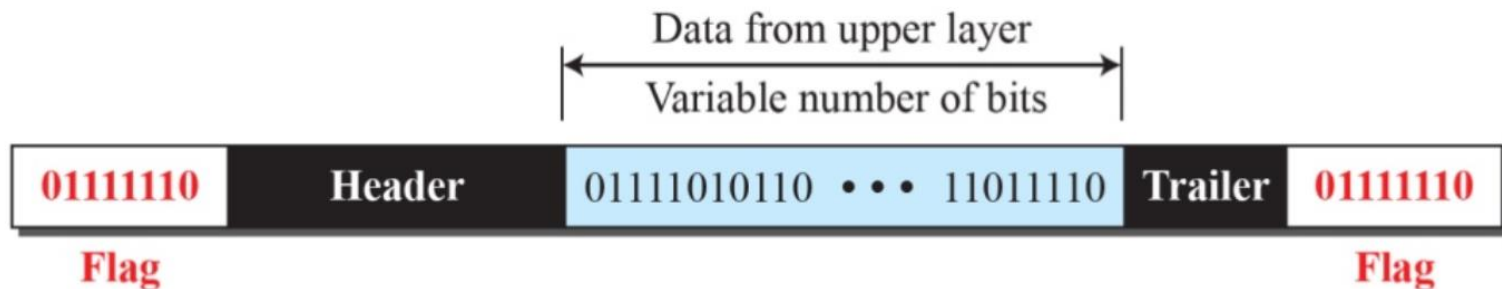 Data from upper layer
Variable number of bits
01111110 Header 01111010110 ••• 11011110 Trailer 01111110
Flag Flag